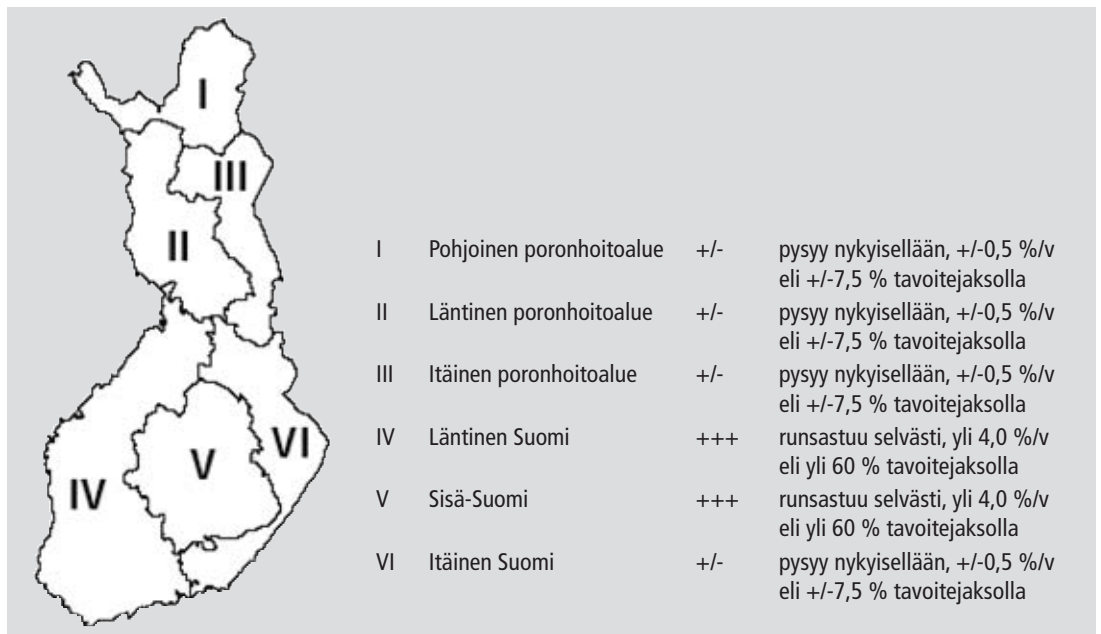 I
III
II
VI
V
IV
I Pohjoinen poronhoitoalue +/- pysyy nykyisellään, +/-0,5 %/v
eli +/-7,5 % tavoitejaksolla
II Läntinen poronhoitoalue +/- pysyy nykyisellään, +/-0,5 %/v
eli +/-7,5 % tavoitejaksolla
III Itäinen poronhoitoalue +/- pysyy nykyisellään, +/-0,5 %/v
eli +/-7,5 % tavoitejaksolla
IV Läntinen Suomi +++ runsastuu selvästi, yli 4,0 %/v
eli yli 60 % tavoitejaksolla
V Sisä-Suomi +++ runsastuu selvästi, yli 4,0 %/v
eli yli 60 % tavoitejaksolla
VI Itäinen Suomi +/- pysyy nykyisellään, +/-0,5 %/v
eli +/-7,5 % tavoitejaksolla